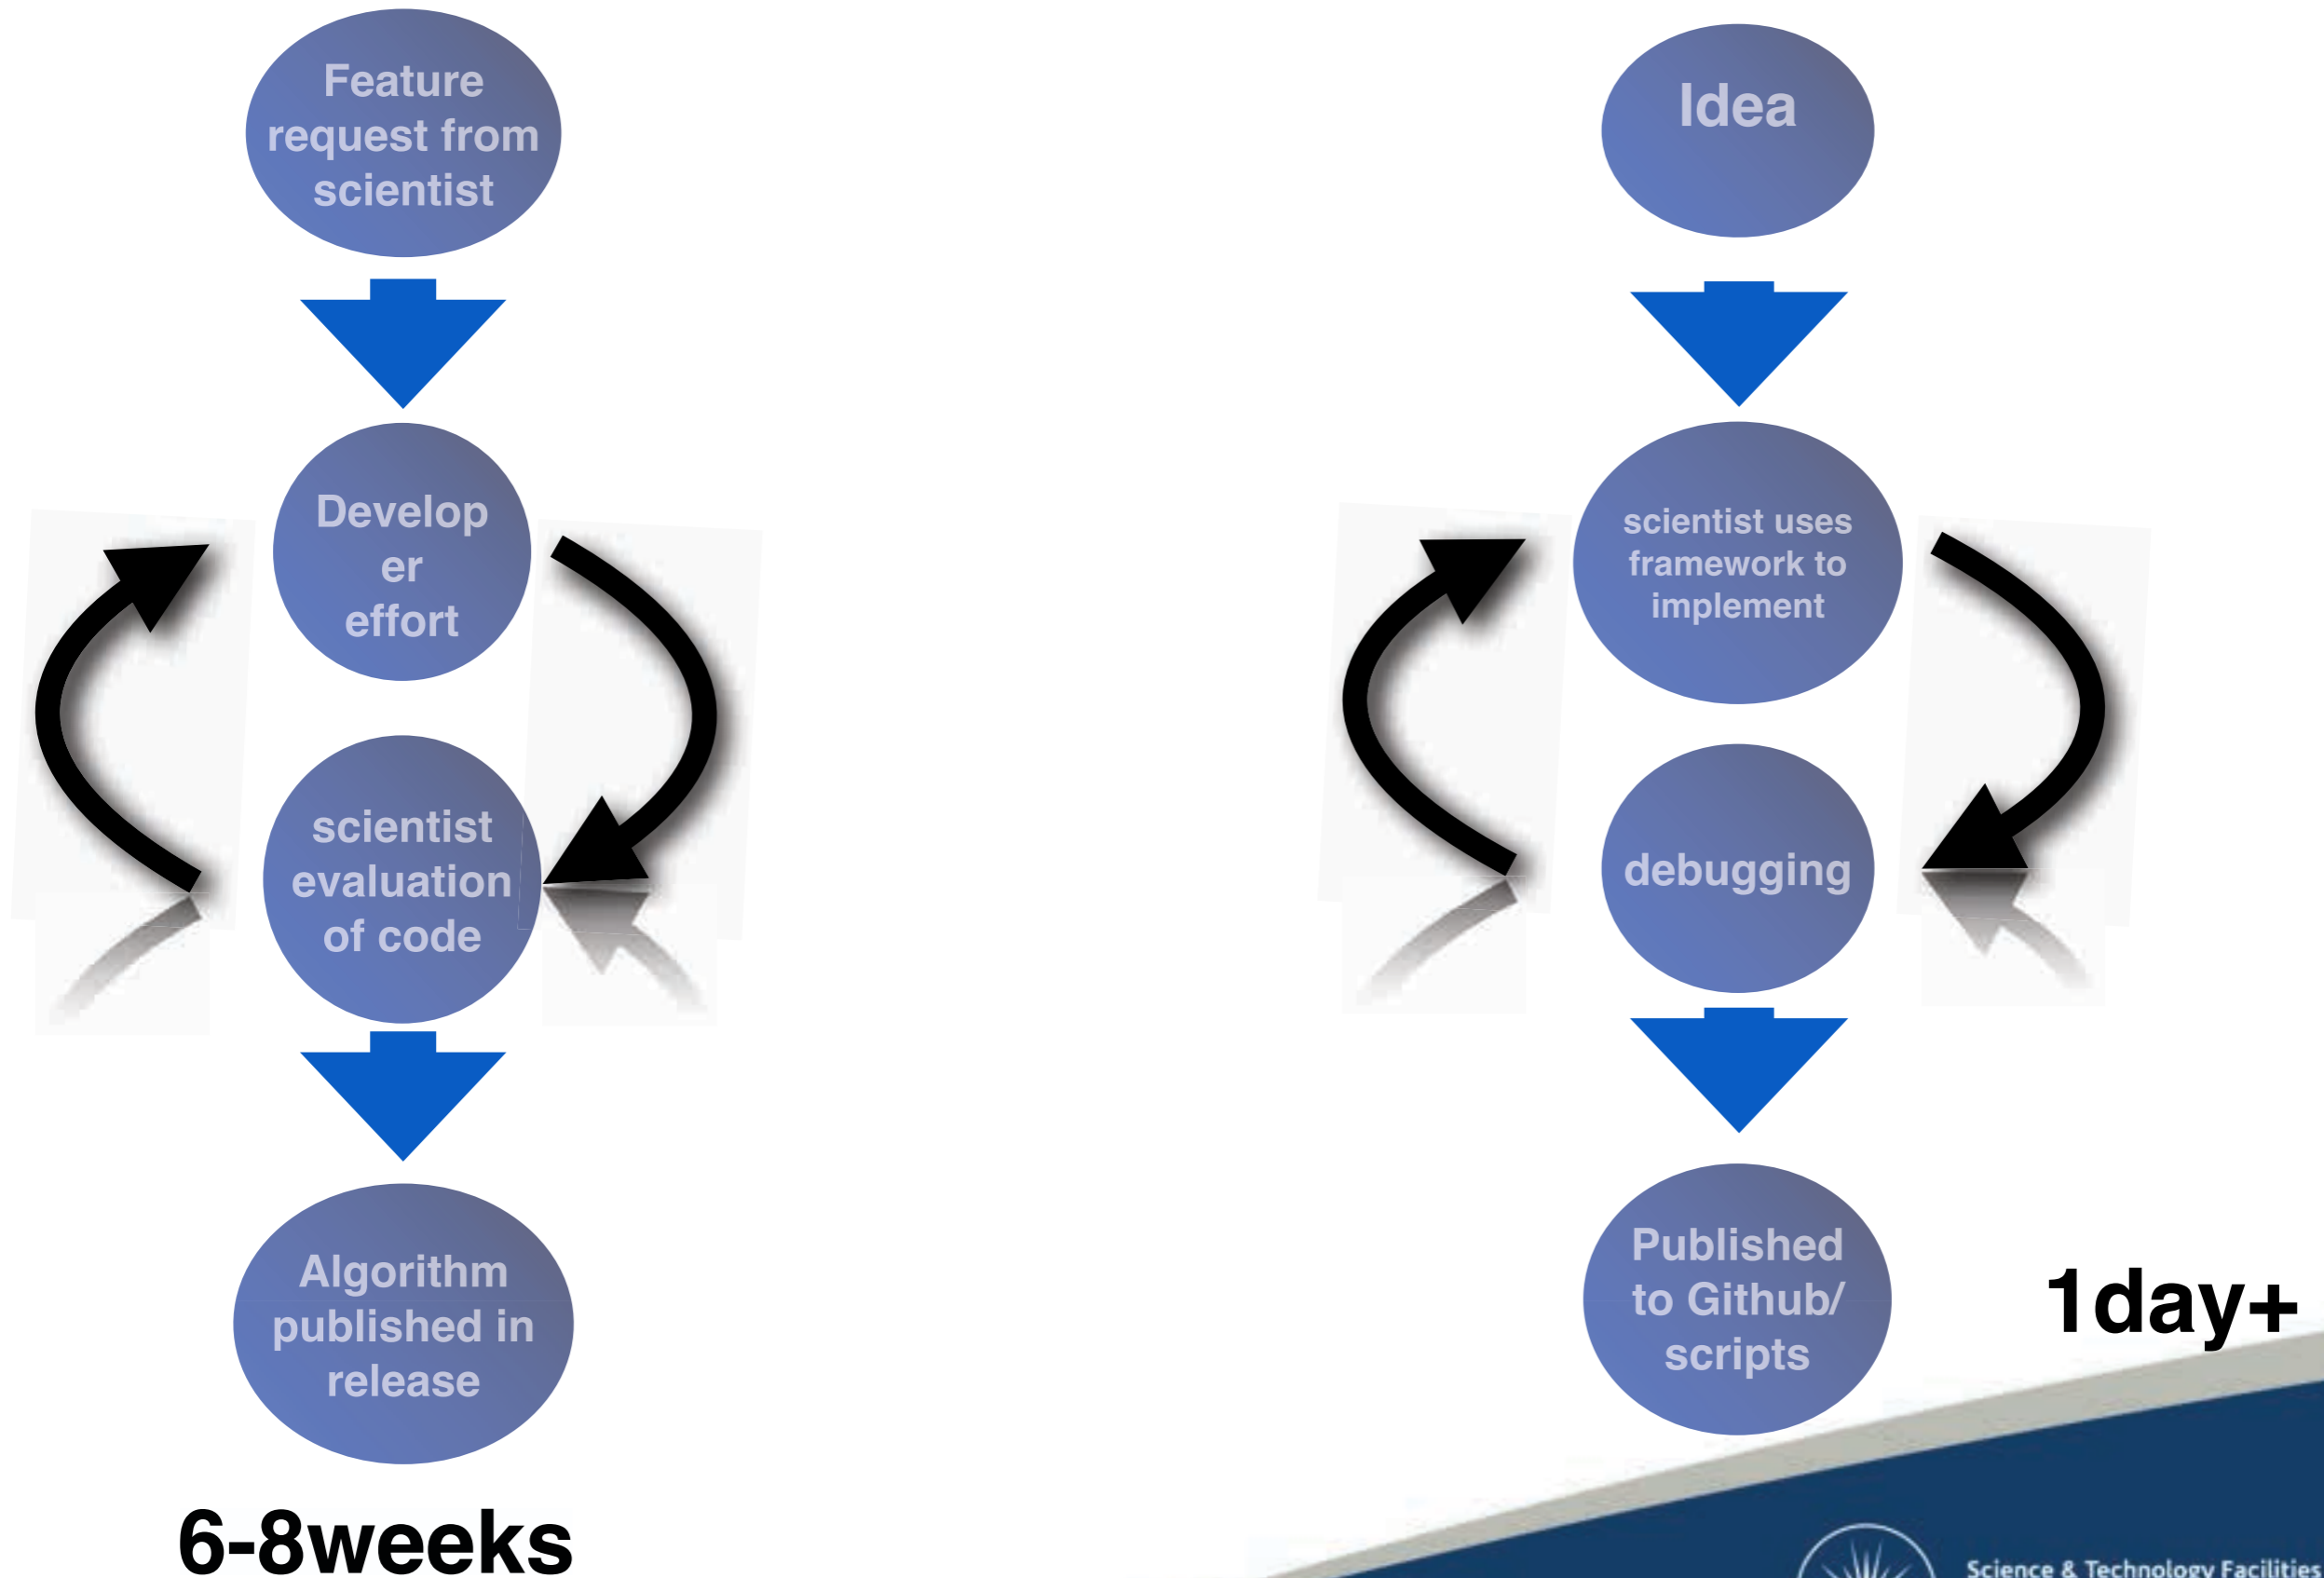 Feature
request from
scientist
Develop
er
effort
scientist
evaluation
of code
Algorithm
published in
release
6-8weeks
Idea
scientist uses
framework to
implement
debugging
Published
to Github/
scripts
1day+
Science & Technology Facilities